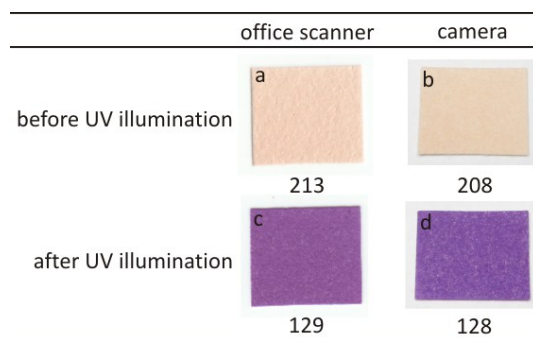 office scanner camera
a b
before UV illumination
213 208
c d
after UV illumination
129 128